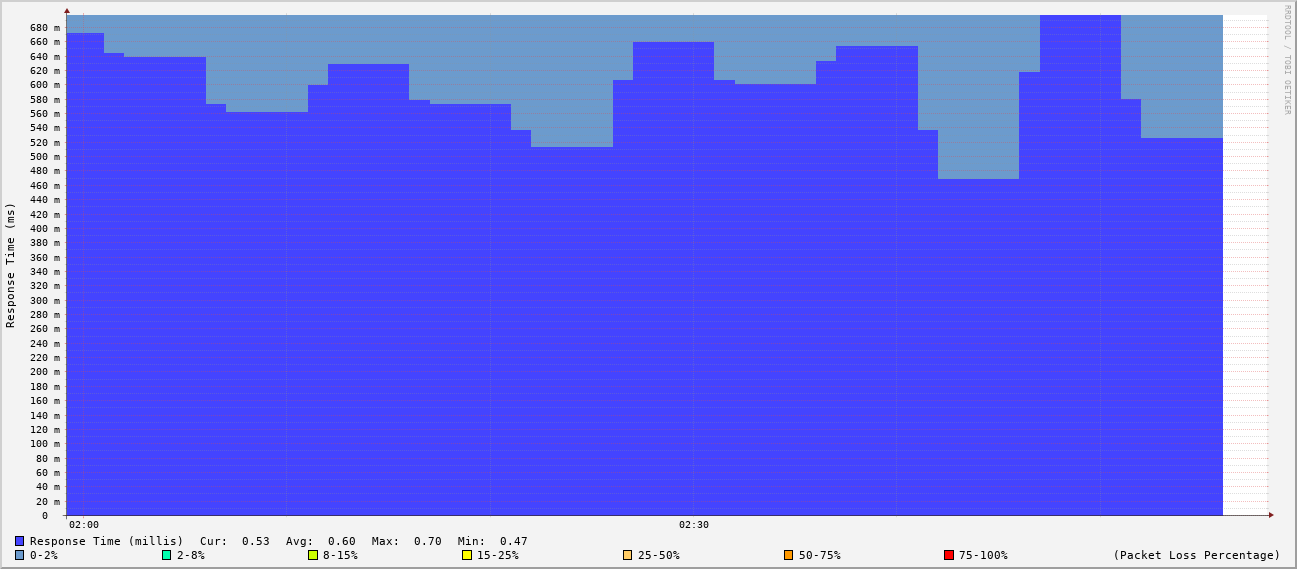 RRDTOOL / TOBI OETIKER
Response Time (ms)
680 m
660 m
640 m
620 m
600 m
580 m
560 m
540 m
520 m
500 m
480 m
460 m
440 m
420 m
400 m
380 m
360 m
340 m
320 m
300 m
280 m
260 m
240 m
220 m
200 m
180 m
160 m
140 m
120 m
100 m
80 m
60 m
40 m
20 m
0
02:00 02:30
Response Time (millis) Cur: 0.53 Avg: 0.60 Max: 0.70 Min: 0.47
0-2% 2-8% 8-15% 15-25% 25-50% 50-75% 75-100% (Packet Loss Percentage)